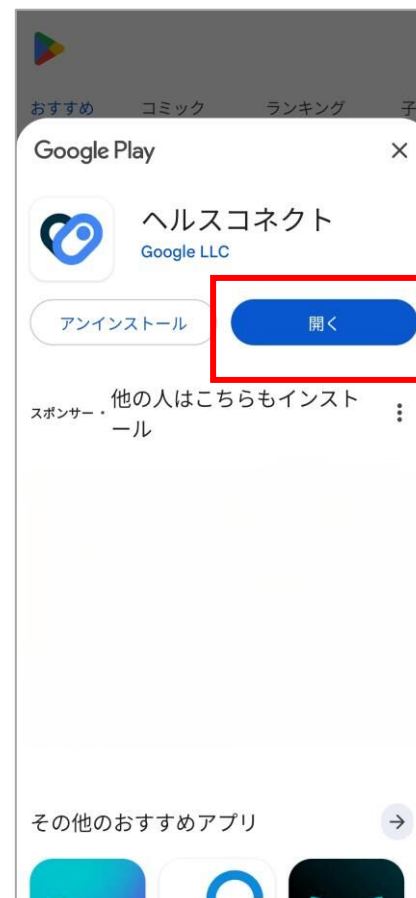 おすすめ コミック ランキング 子
Google Play
ヘルスコネクト
Google LLC
アンインストール 開く
スポンサー・ 他の人はこちらもインスト
ール
その他のおすすめアプリ